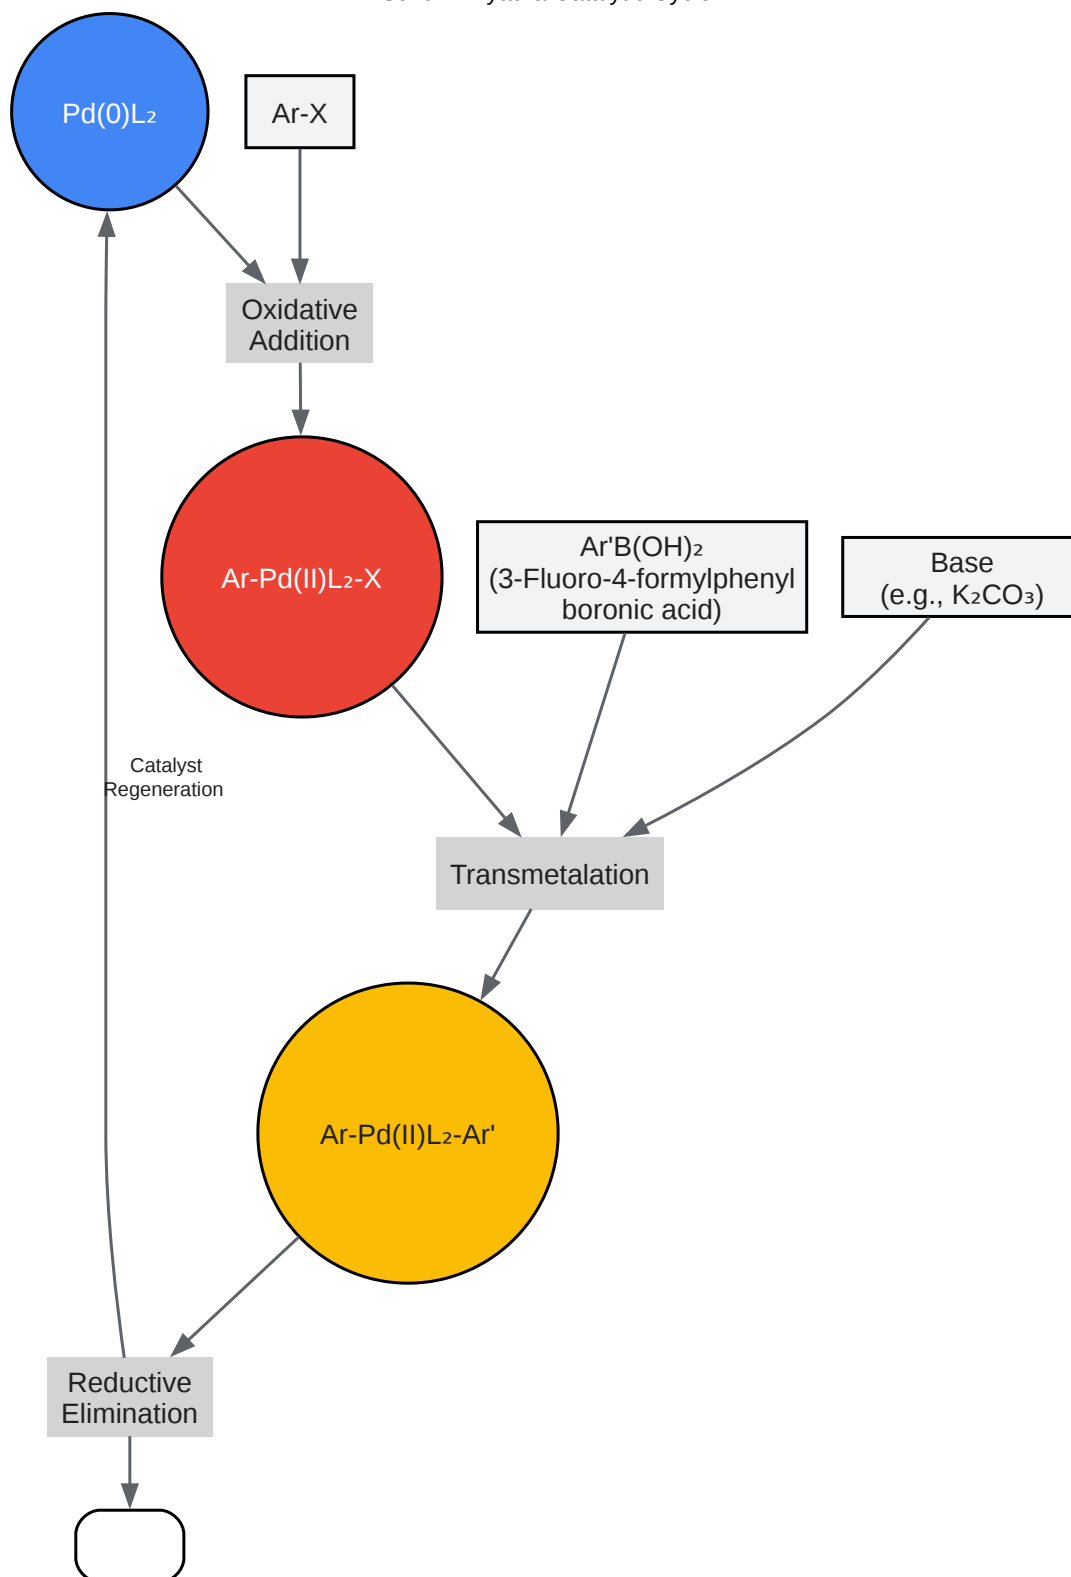 Pd(0)L₂
Ar-X
Oxidative
Addition
Ar-Pd(II)L₂-X
Ar'B(OH)₂
(3-Fluoro-4-formylphenyl
boronic acid)
Base
(e.g., K₂CO₃)
Catalyst
Regeneration
Transmetalation
Ar-Pd(II)L₂-Ar'
Reductive
Elimination